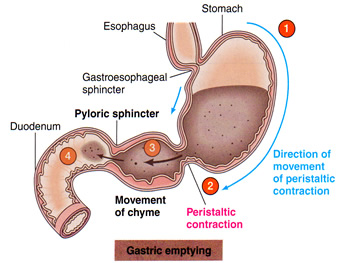 Stomach
1
Esophagus
Gastroesophageal
sphincter
Pyloric sphincter
Duodenum
3
4
Direction of
movement
of peristaltic
contraction
2
Movement
of chyme
Peristaltic
contraction
Gastric emptying